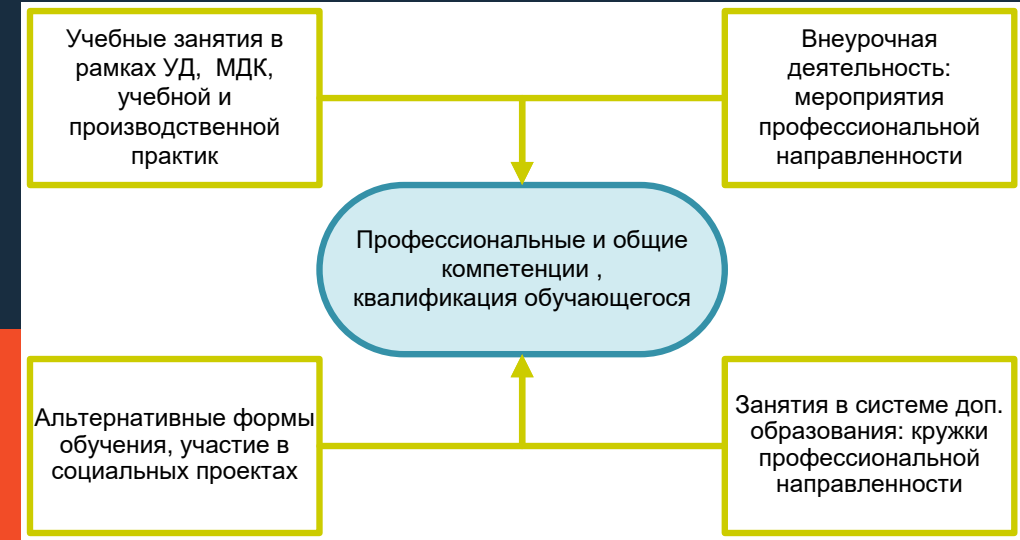 Учебные занятия в
рамках УД,  МДК,
учебной и
производственной
практик
Внеурочная
деятельность:
мероприятия
профессиональной
направленности
Профессиональные и общие
компетенции ,
квалификация обучающегося
Альтернативные формы
обучения, участие в
социальных проектах
Занятия в системе доп.
образования: кружки
профессиональной
направленности